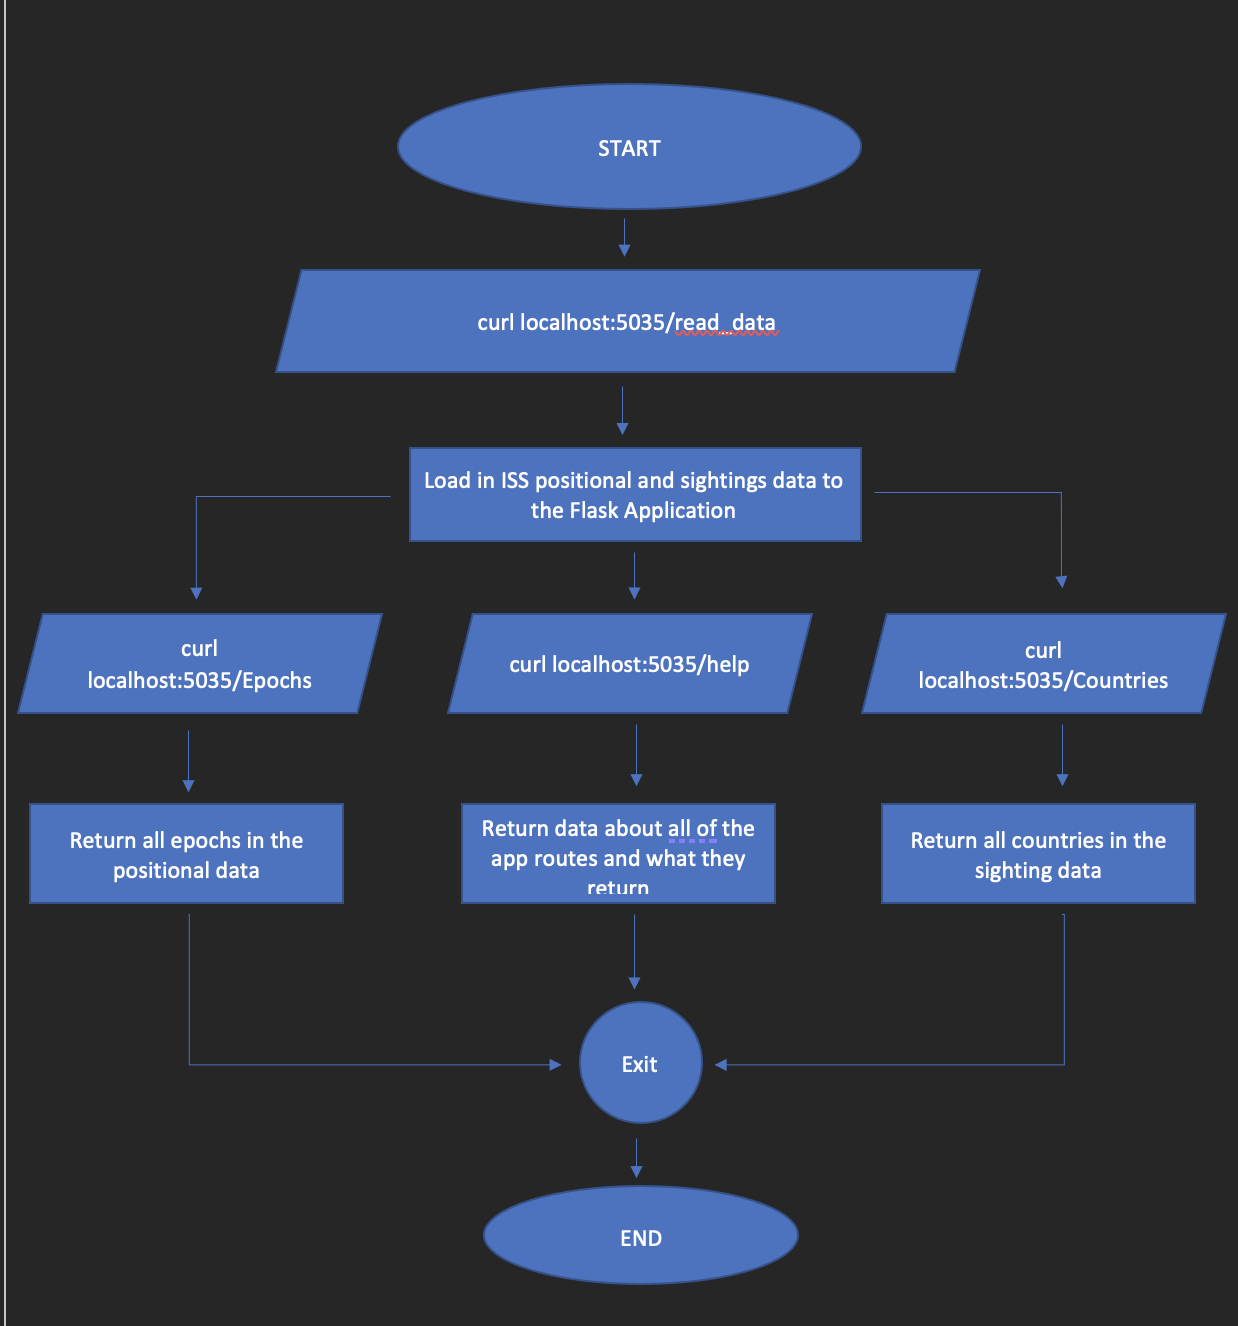 START
curl localhost:5035/read_data
Load in ISS positional and sightings data to
the Flask Application
curl
localhost:5035/Epochs
curl localhost:5035/help
curl
localhost:5035/Countries
Return all epochs in the
positional data
Return data about all of the
app routes and what they
return
Return all countries in the
sighting data
Exit
END